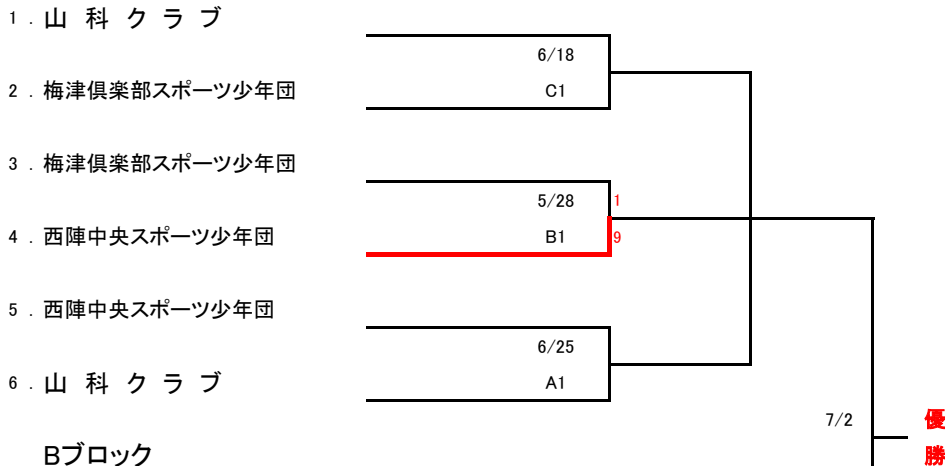 1 . 山 科 ク ラ ブ
6/18
2 . 梅津倶楽部スポーツ少年団
C1
3 . 梅津倶楽部スポーツ少年団
5/28 1
4 . 西陣中央スポーツ少年団
B1 9
5 . 西陣中央スポーツ少年団
6/25
6 . 山 科 ク ラ ブ
A1
7/2
優
勝
Bブロック